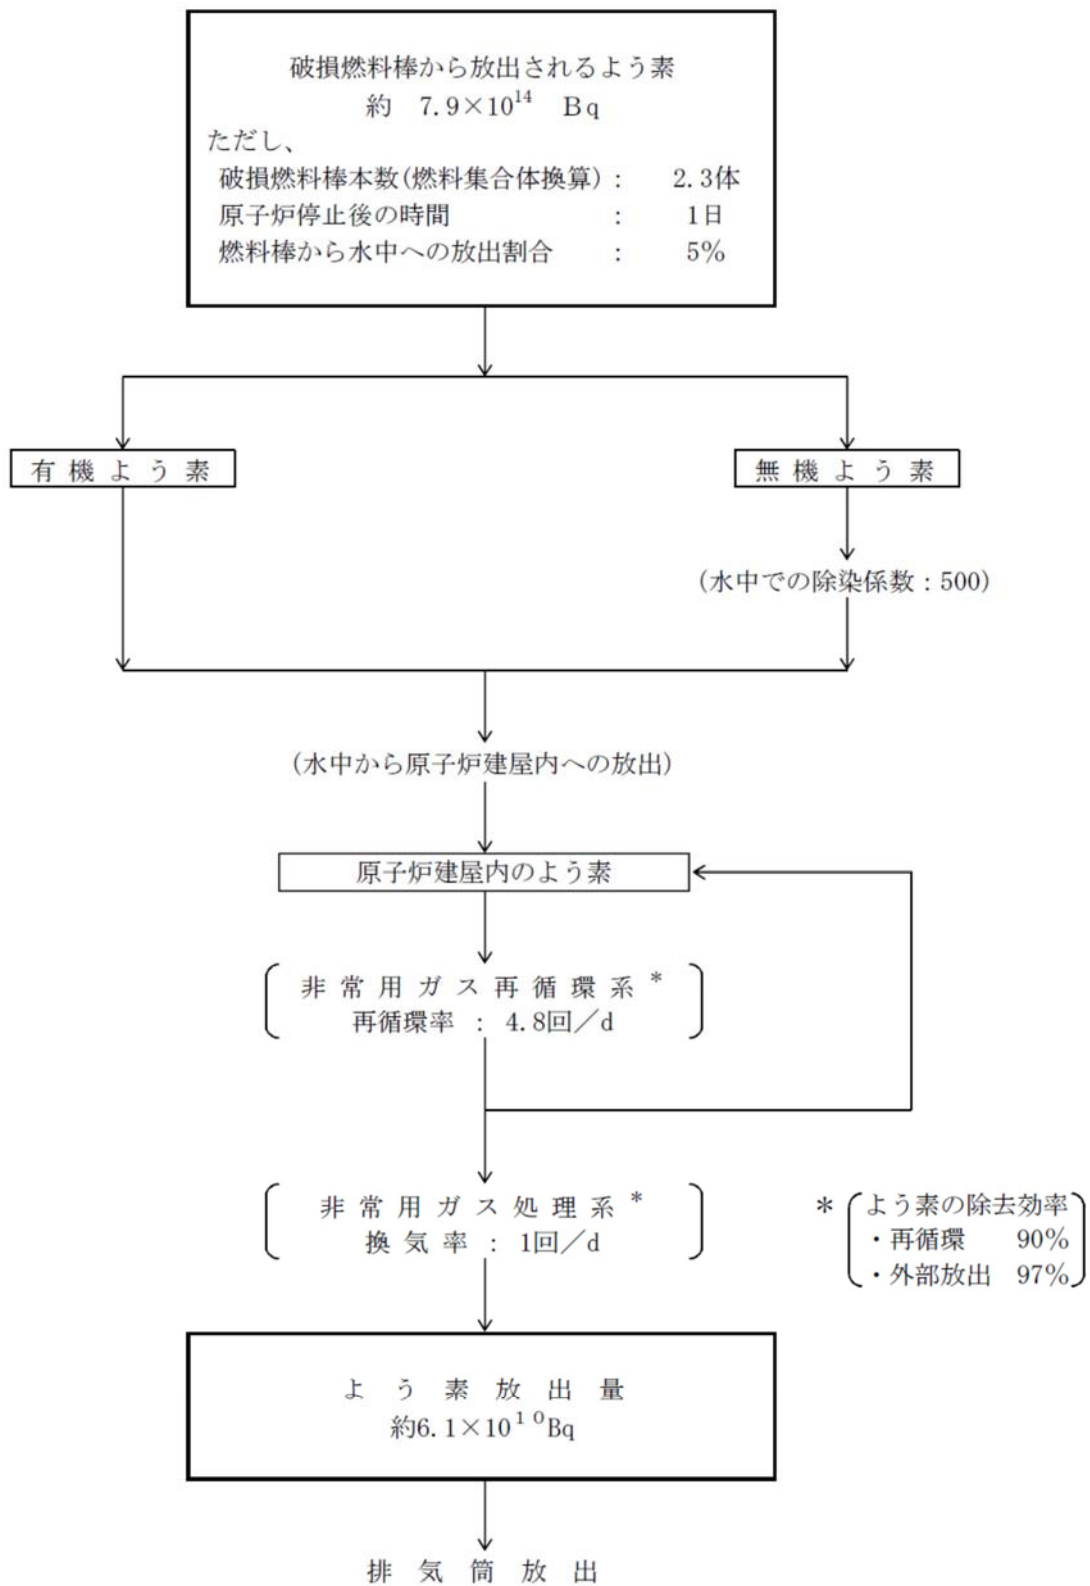 破損燃料棒から放出されるよう素
約 7.9×10¹⁴ Bq
ただし、
破損燃料棒本数(燃料集合体換算): 2.3体
原子炉停止後の時間 : 1日
燃料棒から水中への放出割合 : 5%
有機よう素
無機よう素
(水中での除染係数:500)
(水中から原子炉建屋内への放出)
原子炉建屋内のよう素
非常用ガス再循環系*
再循環率 : 4.8回/d
非常用ガス処理系*
換気率 : 1回/d
* よう素の除去効率
・再循環 90%
・外部放出 97%
よう素放出量
約6.1×10¹⁰Bq
排気筒放出